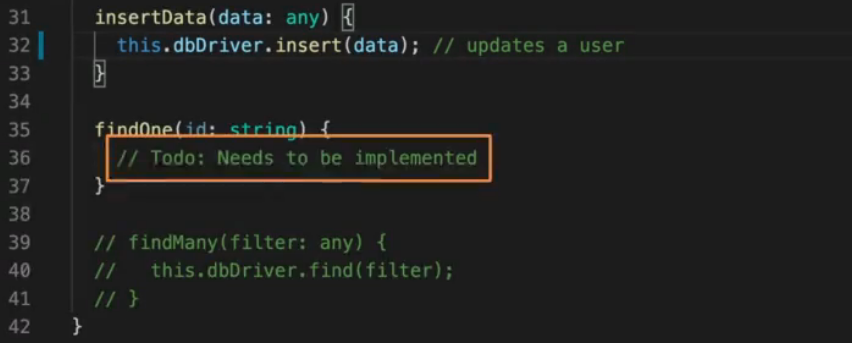 31 insertData(data: any) {
32 this.dbDriver.insert(data); // updates a user
33 }
34
35 findOne(id: string) {
36 // Todo: Needs to be implemented
37 }
38
39 // findMany(filter: any) {
40 //   this.dbDriver.find(filter);
41 // }
42 }